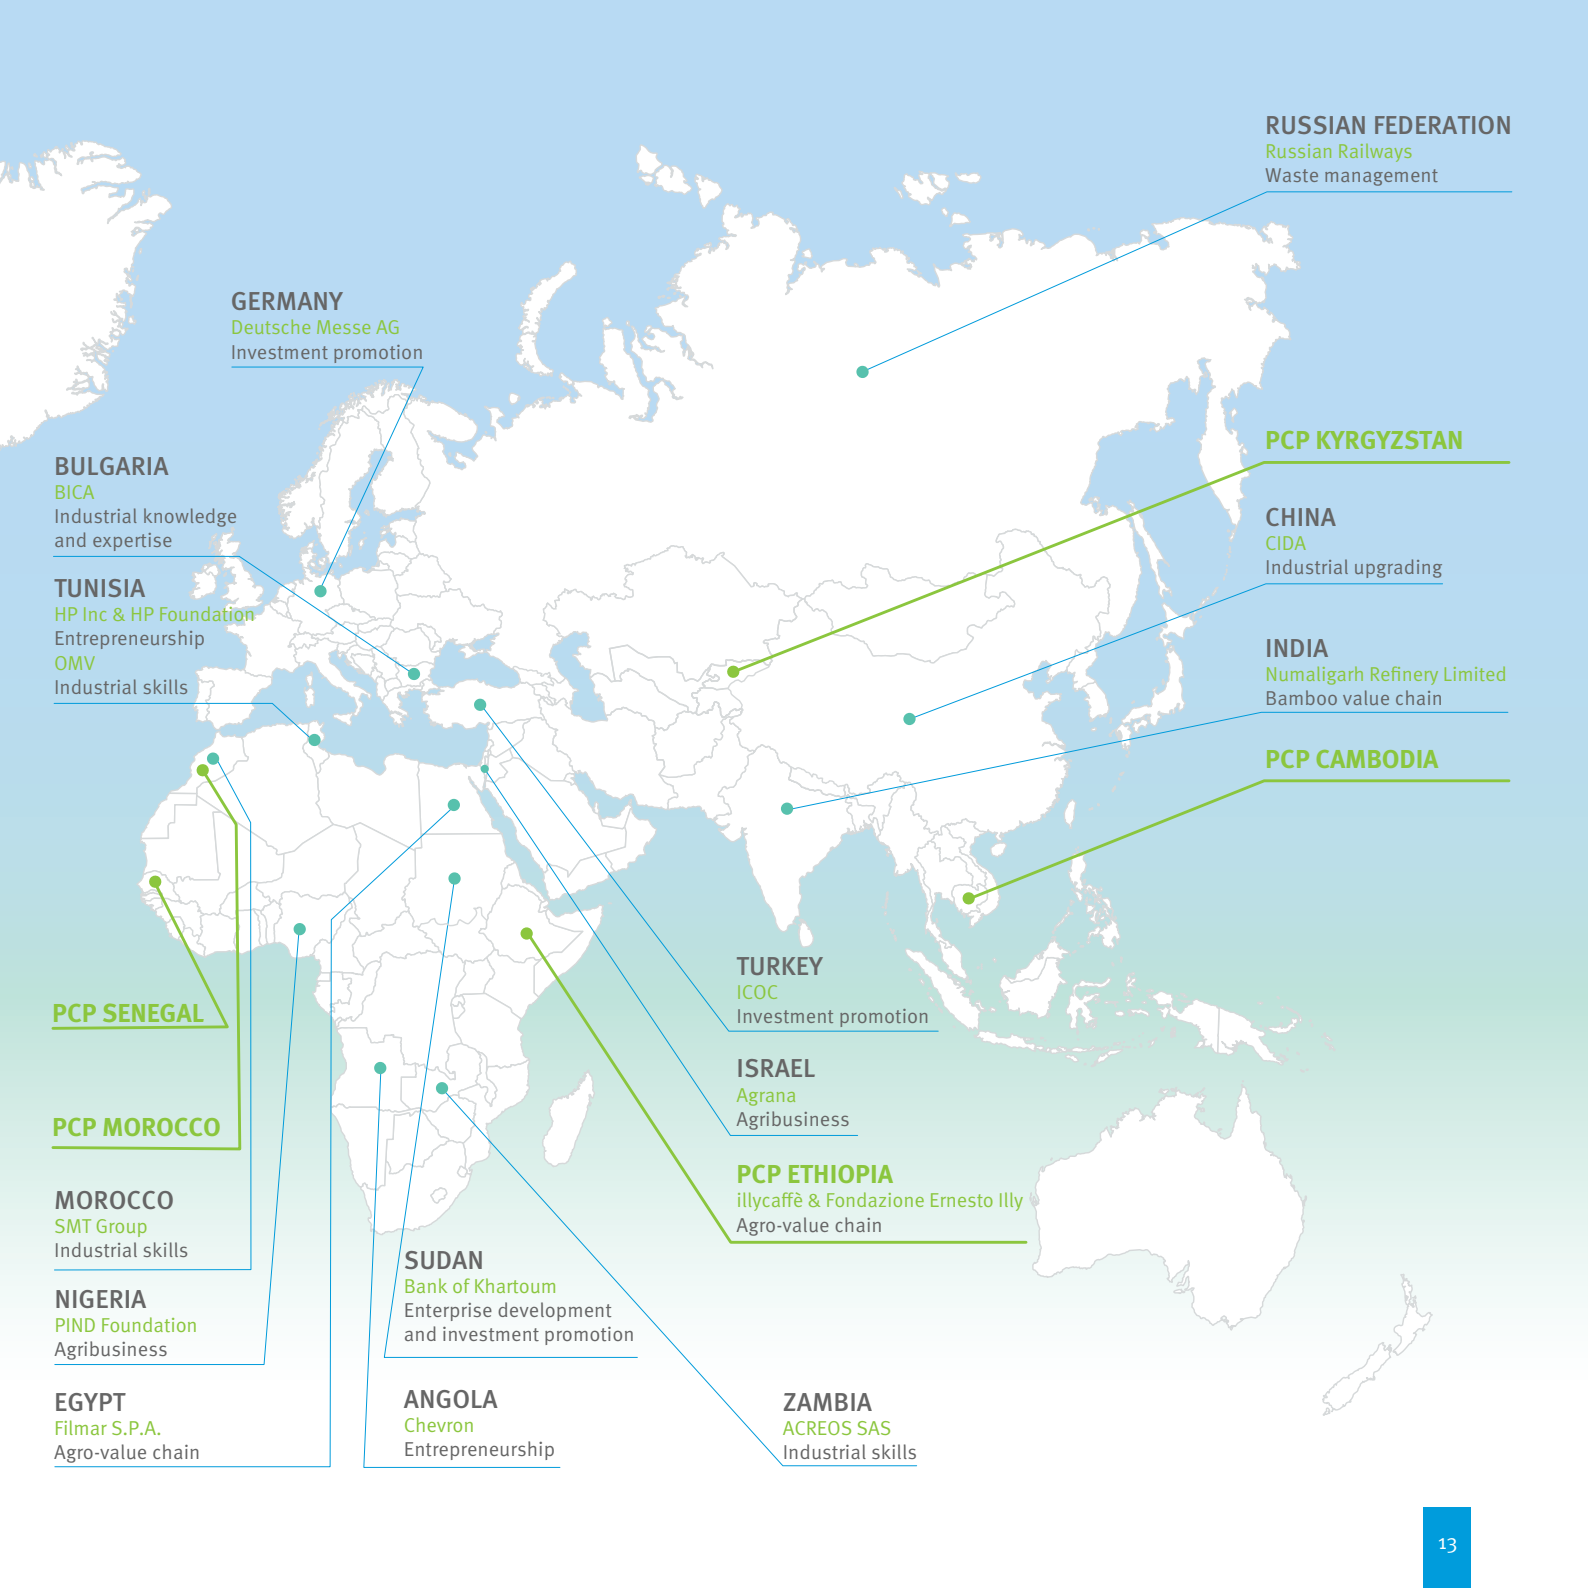 RUSSIAN FEDERATION
Russian Railways
Waste management
GERMANY
Deutsche Messe AG
Investment promotion
PCP KYRGYZSTAN
BULGARIA
BICA
Industrial knowledge
and expertise
CHINA
CIDA
Industrial upgrading
TUNISIA
HP Inc & HP Foundation
Entrepreneurship
OMV
Industrial skills
INDIA
Numaligarh Refinery Limited
Bamboo value chain
PCP CAMBODIA
TURKEY
ICOC
Investment promotion
PCP SENEGAL
ISRAEL
Agrana
Agribusiness
PCP MOROCCO
PCP ETHIOPIA
illycaffè & Fondazione Ernesto Illy
Agro-value chain
MOROCCO
SMT Group
Industrial skills
SUDAN
Bank of Khartoum
Enterprise development
and investment promotion
NIGERIA
PIND Foundation
Agribusiness
EGYPT
Filmar S.P.A.
Agro-value chain
ANGOLA
Chevron
Entrepreneurship
ZAMBIA
ACREOS SAS
Industrial skills
13